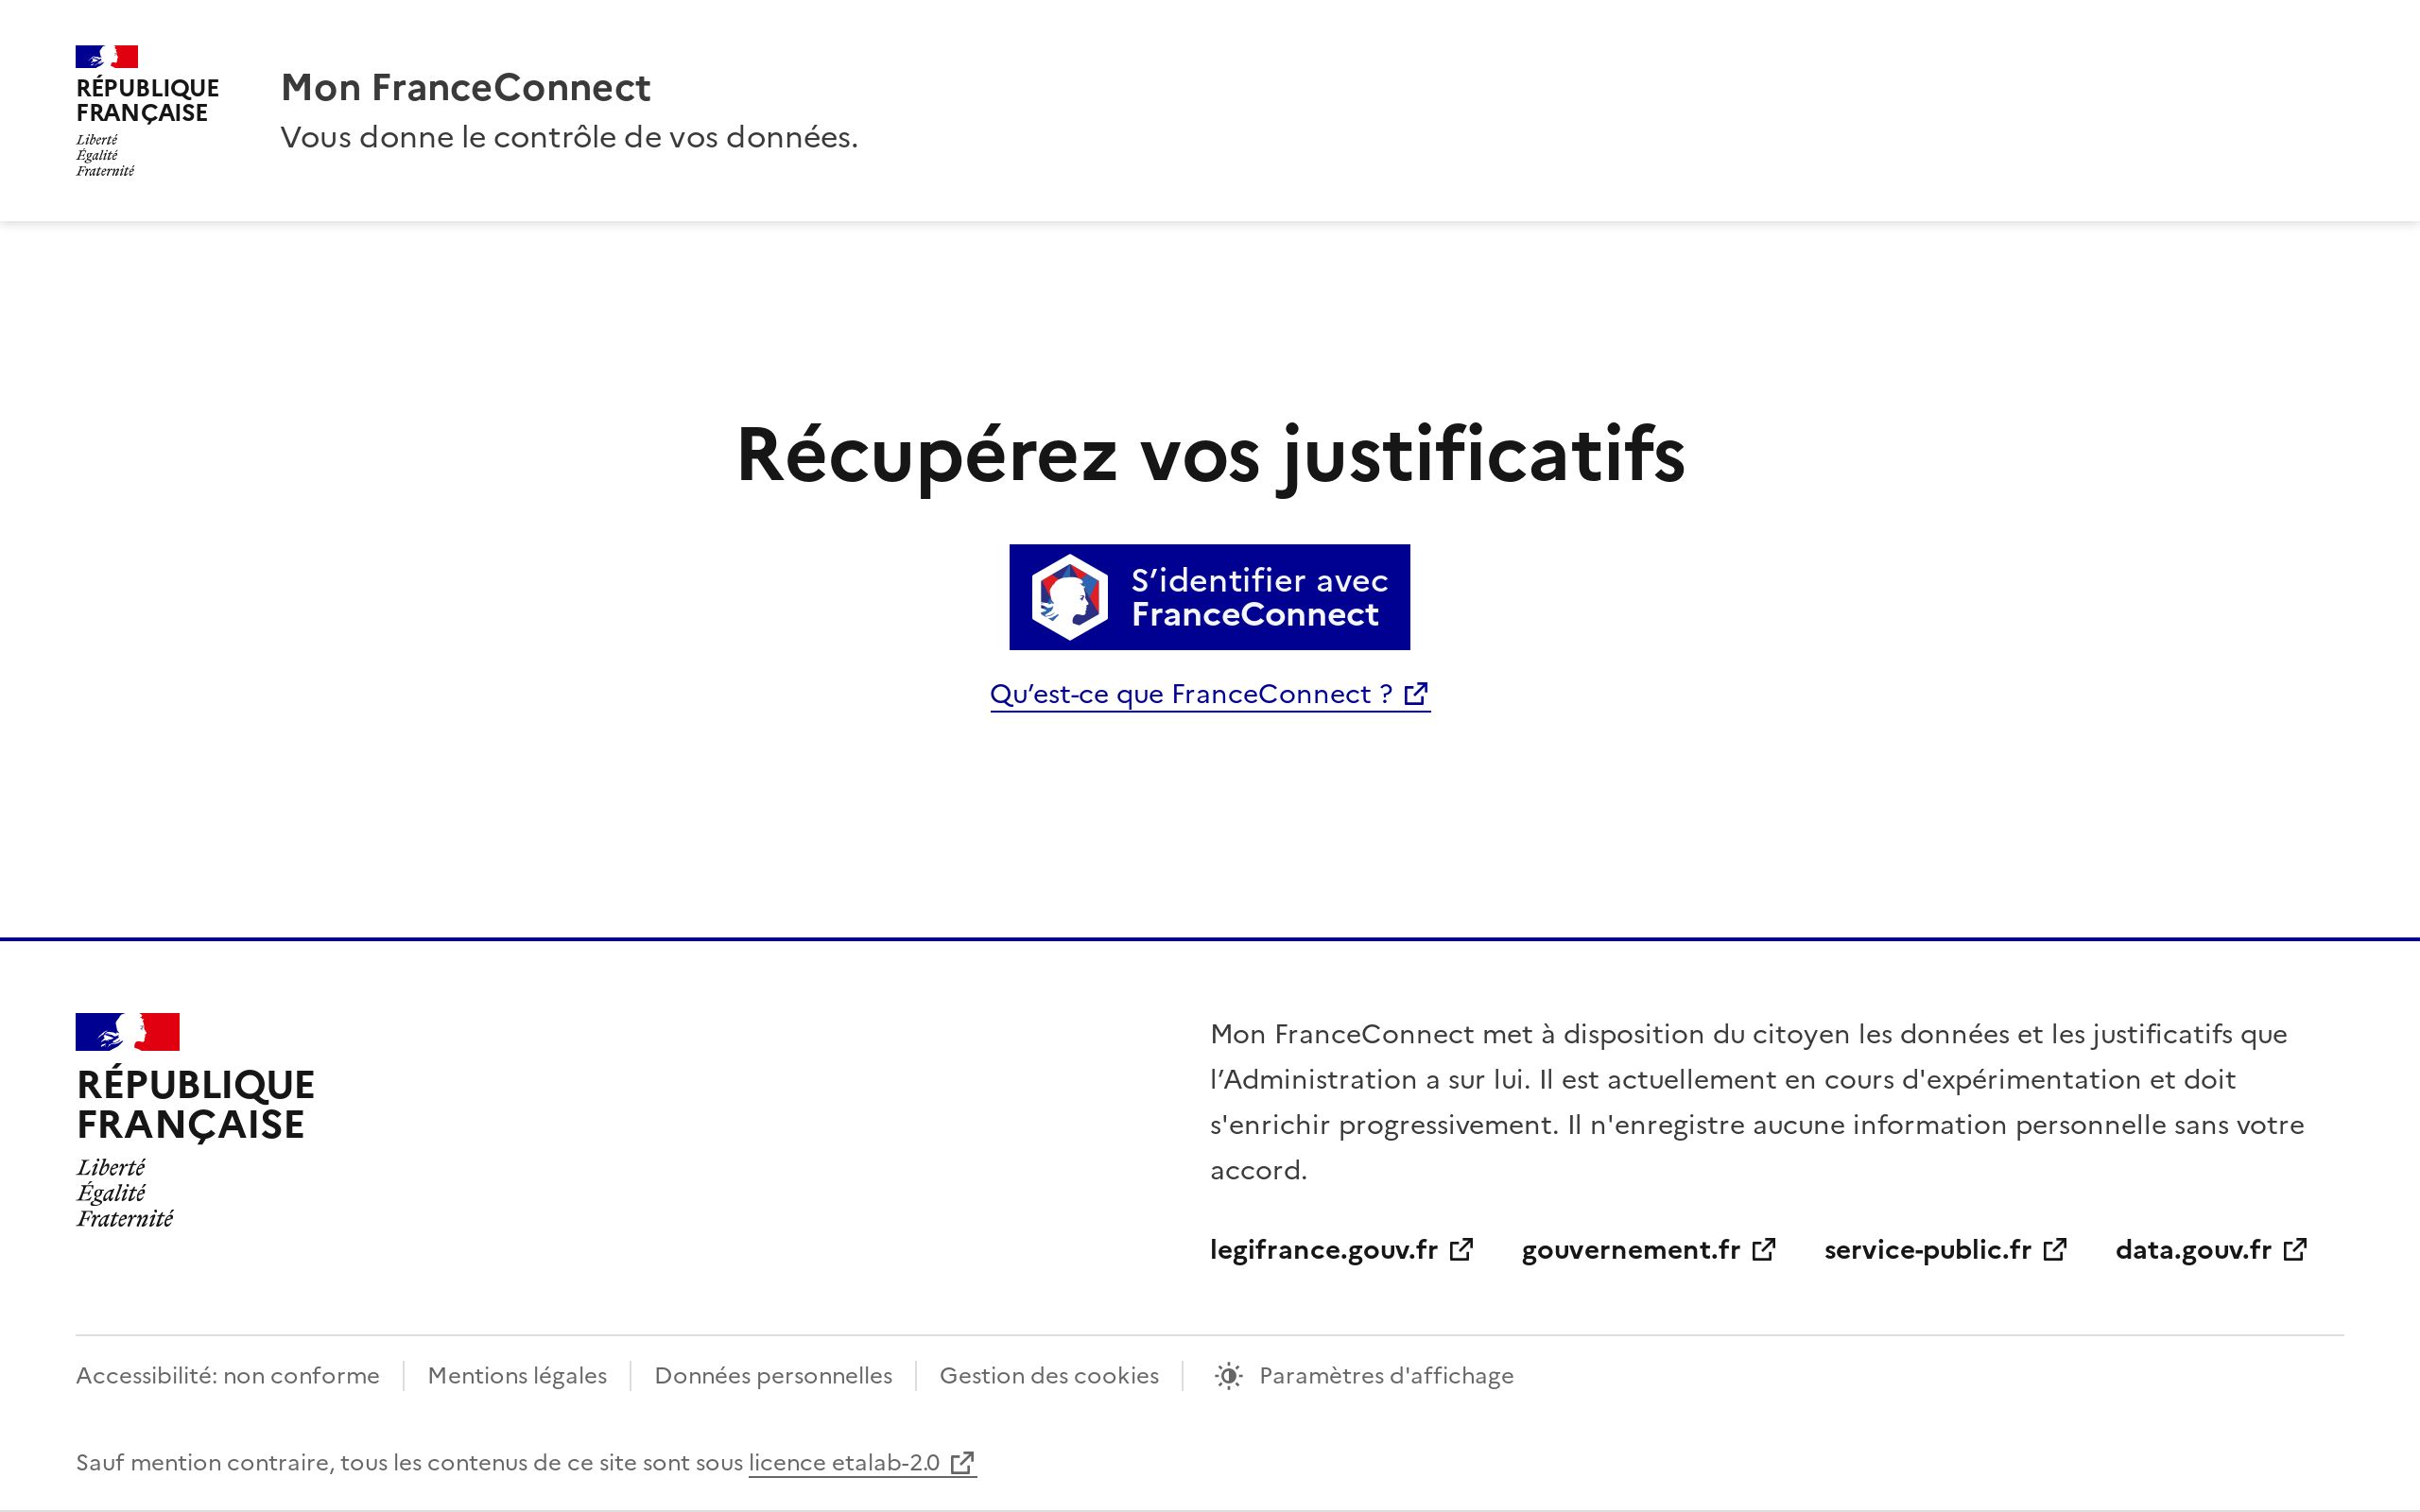 RÉPUBLIQUE
FRANÇAISE
Liberté
Égalité
Fraternité
Mon FranceConnect
Vous donne le contrôle de vos données.
Récupérez vos justificatifs
S’identifier avec
FranceConnect
Qu’est-ce que FranceConnect ?
RÉPUBLIQUE
FRANÇAISE
Liberté
Égalité
Fraternité
Mon FranceConnect met à disposition du citoyen les données et les justificatifs que
l’Administration a sur lui. Il est actuellement en cours d'expérimentation et doit
s'enrichir progressivement. Il n'enregistre aucune information personnelle sans votre
accord.
legifrance.gouv.fr gouvernement.fr service-public.fr data.gouv.fr
Accessibilité: non conforme Mentions légales Données personnelles Gestion des cookies Paramètres d'affichage
Sauf mention contraire, tous les contenus de ce site sont sous licence etalab-2.0